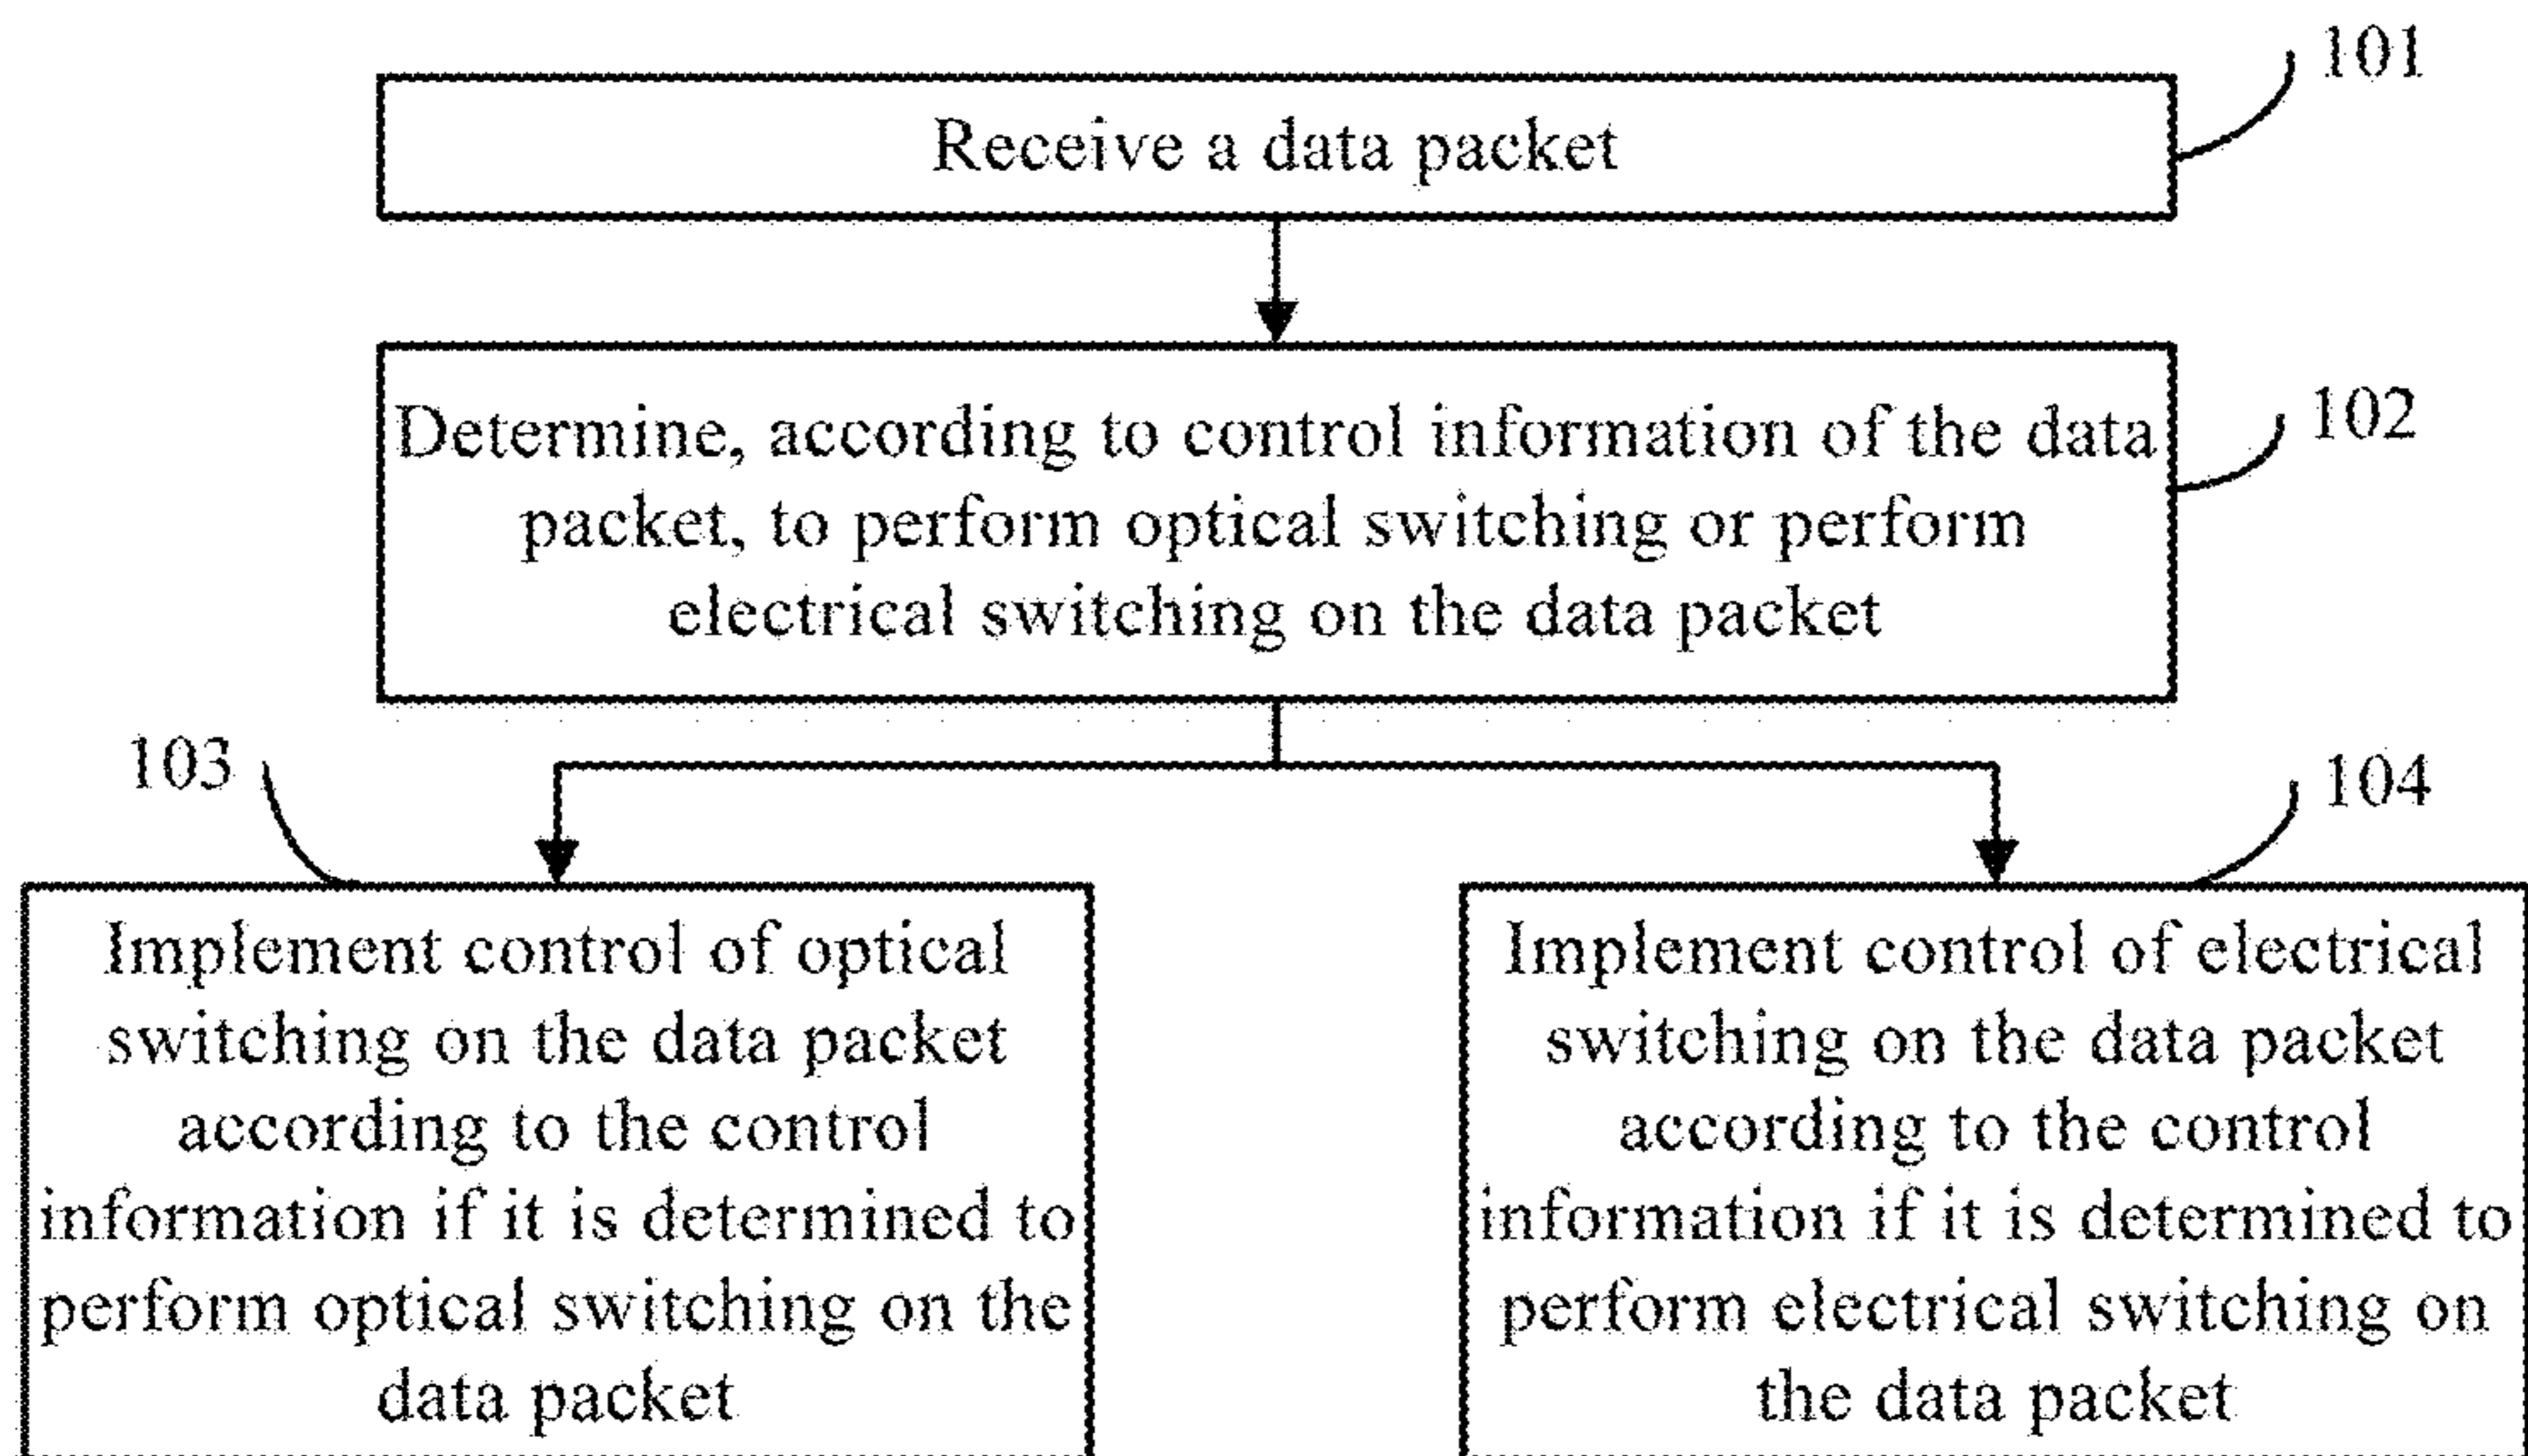 101
Receive a data packet
102
Determine, according to control information of the data
packet, to perform optical switching or perform
electrical switching on the data packet
103
Implement control of optical
switching on the data packet
according to the control
information if it is determined to
perform optical switching on the
data packet
104
Implement control of electrical
switching on the data packet
according to the control
information if it is determined to
perform electrical switching on
the data packet